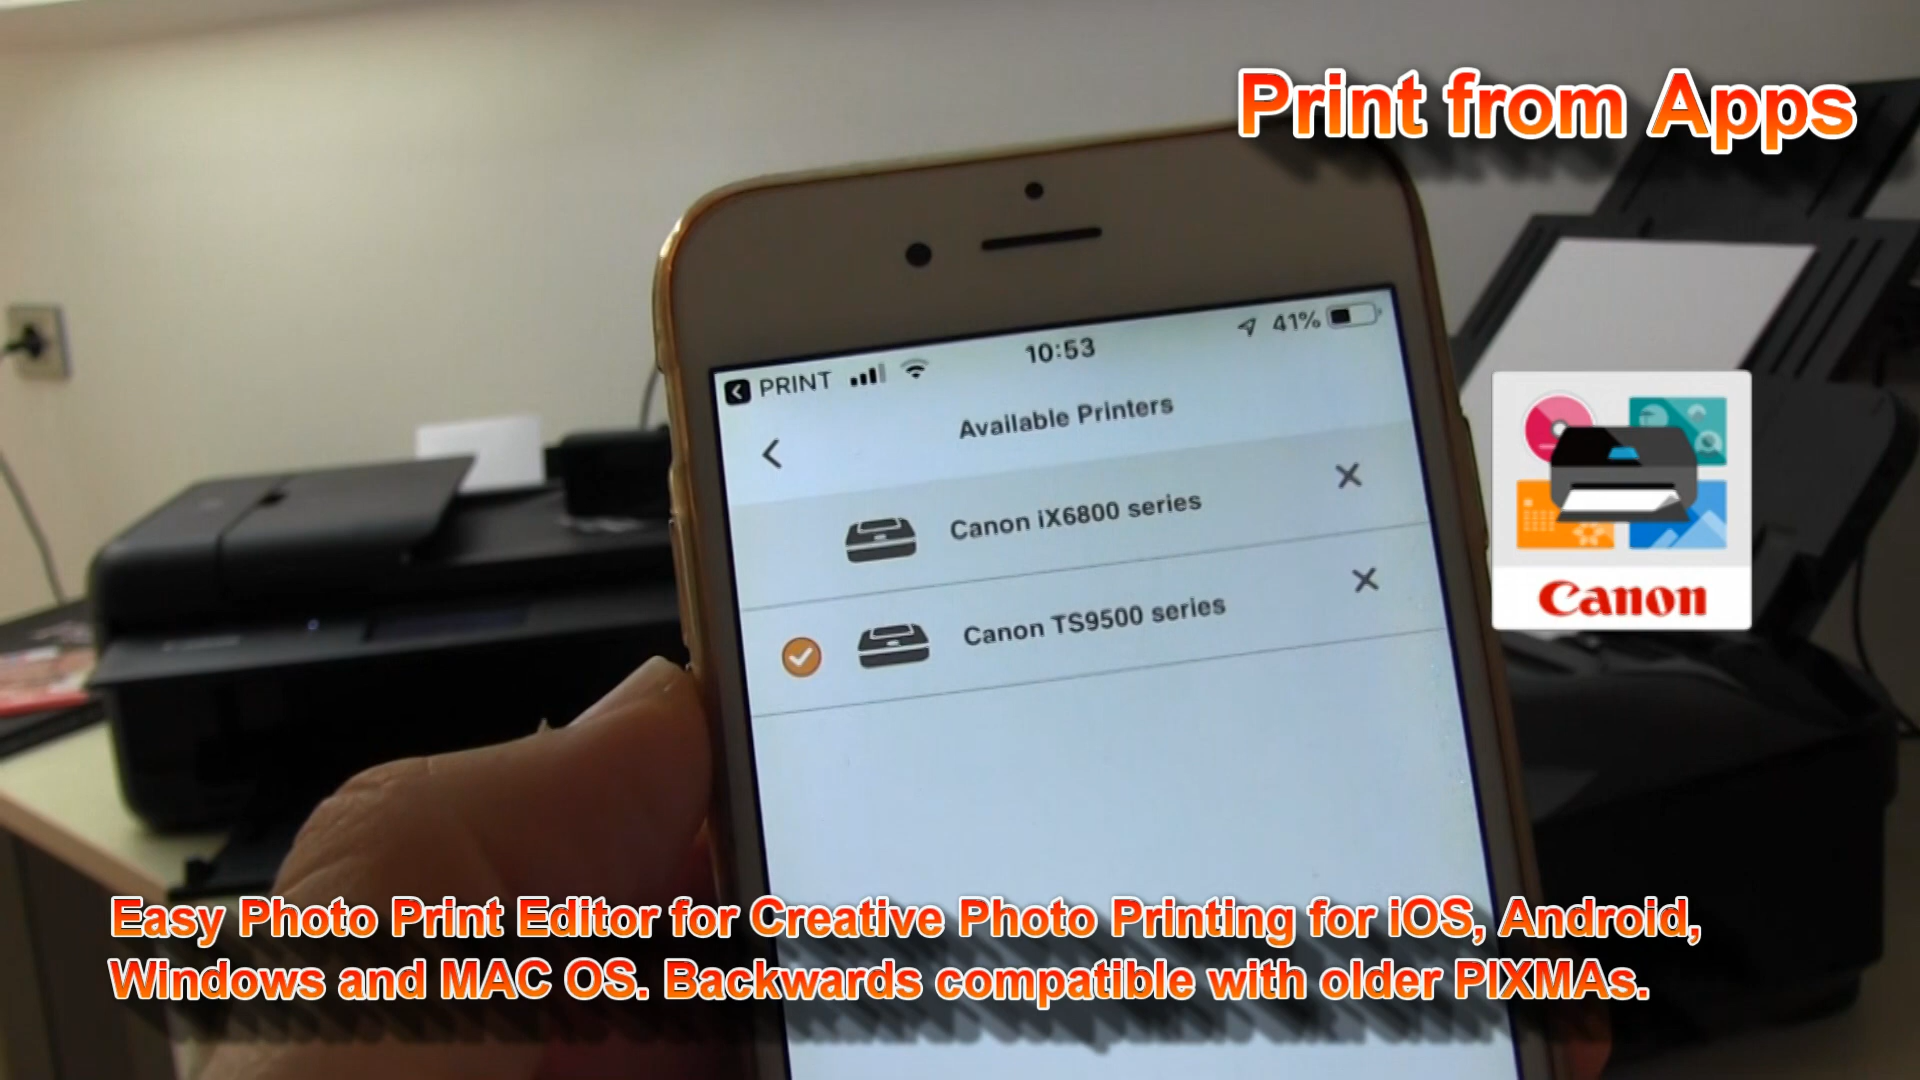 Print from Apps
PRINT 10:53 41%
Available Printers
Canon iX6800 series
Canon TS9500 series
Canon
Easy Photo Print Editor for Creative Photo Printing for iOS, Android,
Windows and MAC OS. Backwards compatible with older PIXMAs.